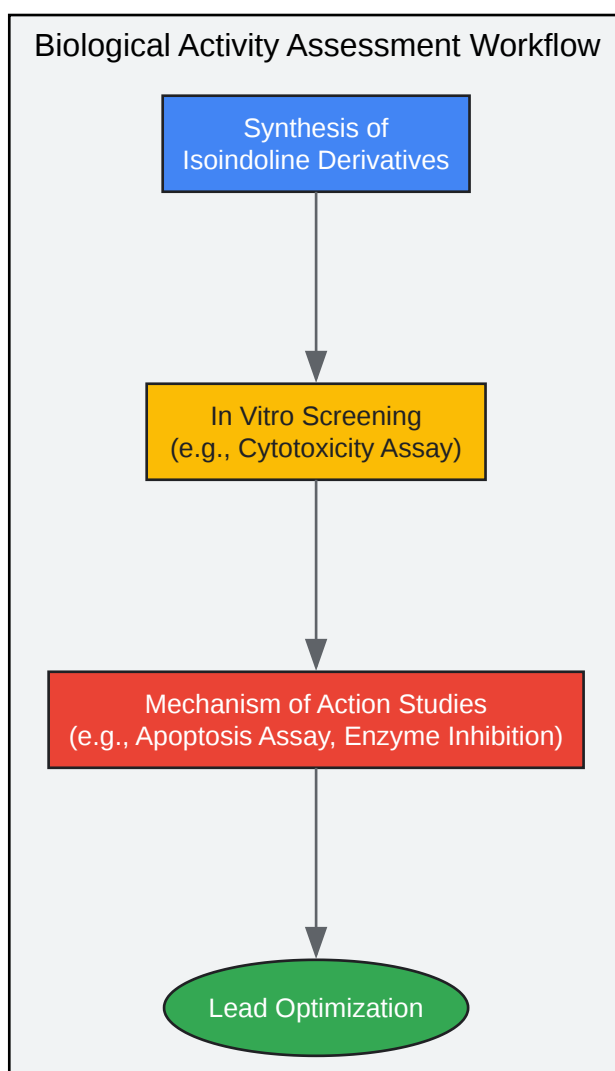 Biological Activity Assessment Workflow
Synthesis of
Isoindoline Derivatives
In Vitro Screening
(e.g., Cytotoxicity Assay)
Mechanism of Action Studies
(e.g., Apoptosis Assay, Enzyme Inhibition)
Lead Optimization